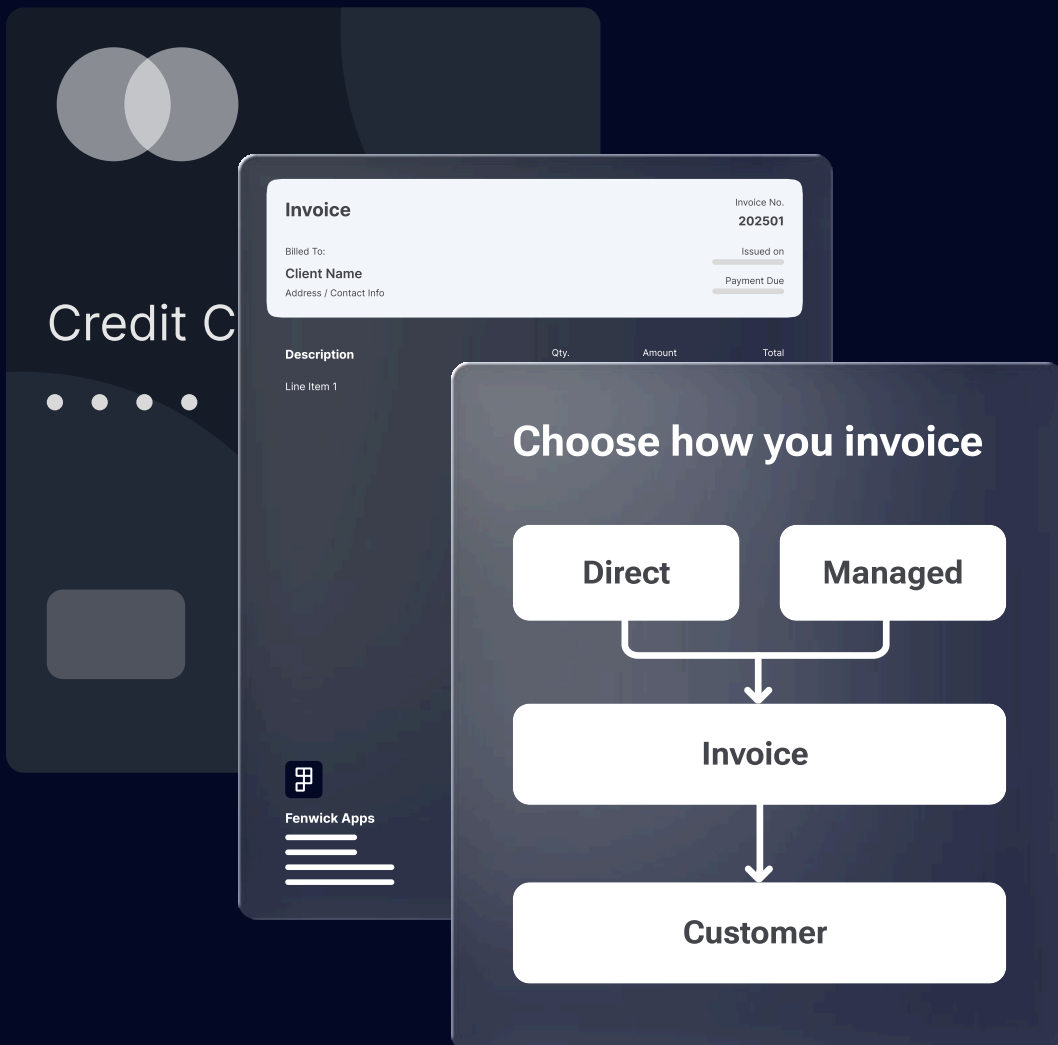 Credit C
Invoice
Invoice No.
202501
Billed To:
Issued on
Client Name
Payment Due
Address / Contact Info
Description Qty. Amount Total
Line Item 1
Fenwick Apps
Choose how you invoice
Direct Managed
Invoice
Customer